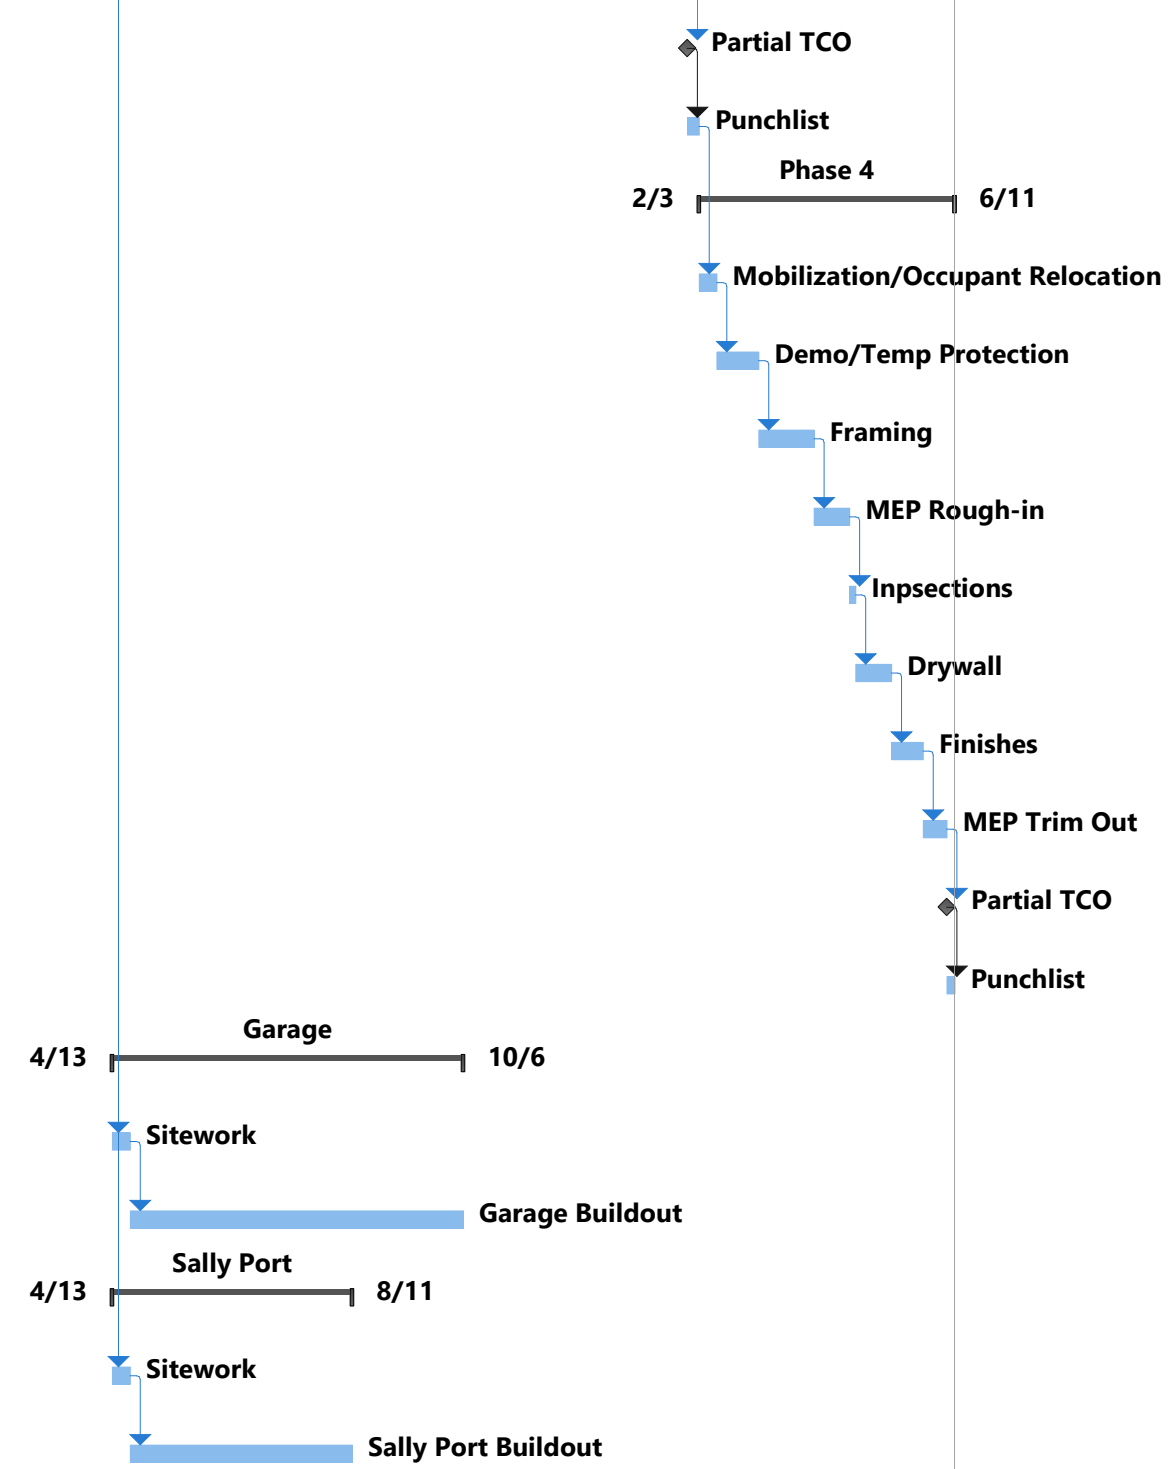 Partial TCO
Punchlist
Phase 4
2/3 6/11
Mobilization/Occupant Relocation
Demo/Temp Protection
Framing
MEP Rough-in
Inpsections
Drywall
Finishes
MEP Trim Out
Partial TCO
Punchlist
Garage
4/13 10/6
Sitework
Garage Buildout
Sally Port
4/13 8/11
Sitework
Sally Port Buildout